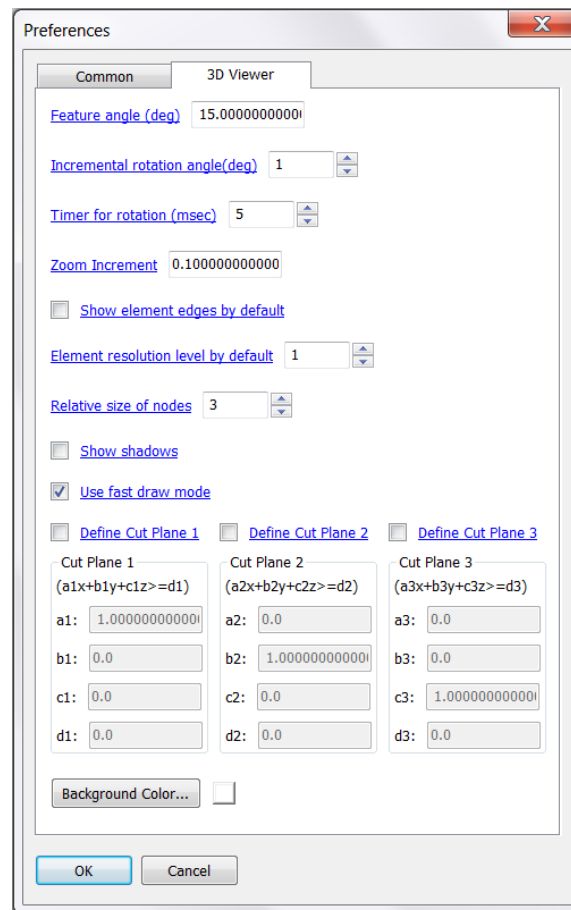 Preferences
Common 3D Viewer
Feature angle (deg) 15.0000000000
Incremental rotation angle(deg) 1
Timer for rotation (msec) 5
Zoom Increment 0.100000000000
Show element edges by default
Element resolution level by default 1
Relative size of nodes 3
Show shadows
Use fast draw mode
Define Cut Plane 1 Define Cut Plane 2 Define Cut Plane 3
Cut Plane 1 Cut Plane 2 Cut Plane 3
(a1x+b1y+c1z>=d1) (a2x+b2y+c2z>=d2) (a3x+b3y+c3z>=d3)
a1: 1.00000000000 a2: 0.0 a3: 0.0
b1: 0.0 b2: 1.00000000000 b3: 0.0
c1: 0.0 c2: 0.0 c3: 1.00000000000
d1: 0.0 d2: 0.0 d3: 0.0
Background Color...
OK Cancel